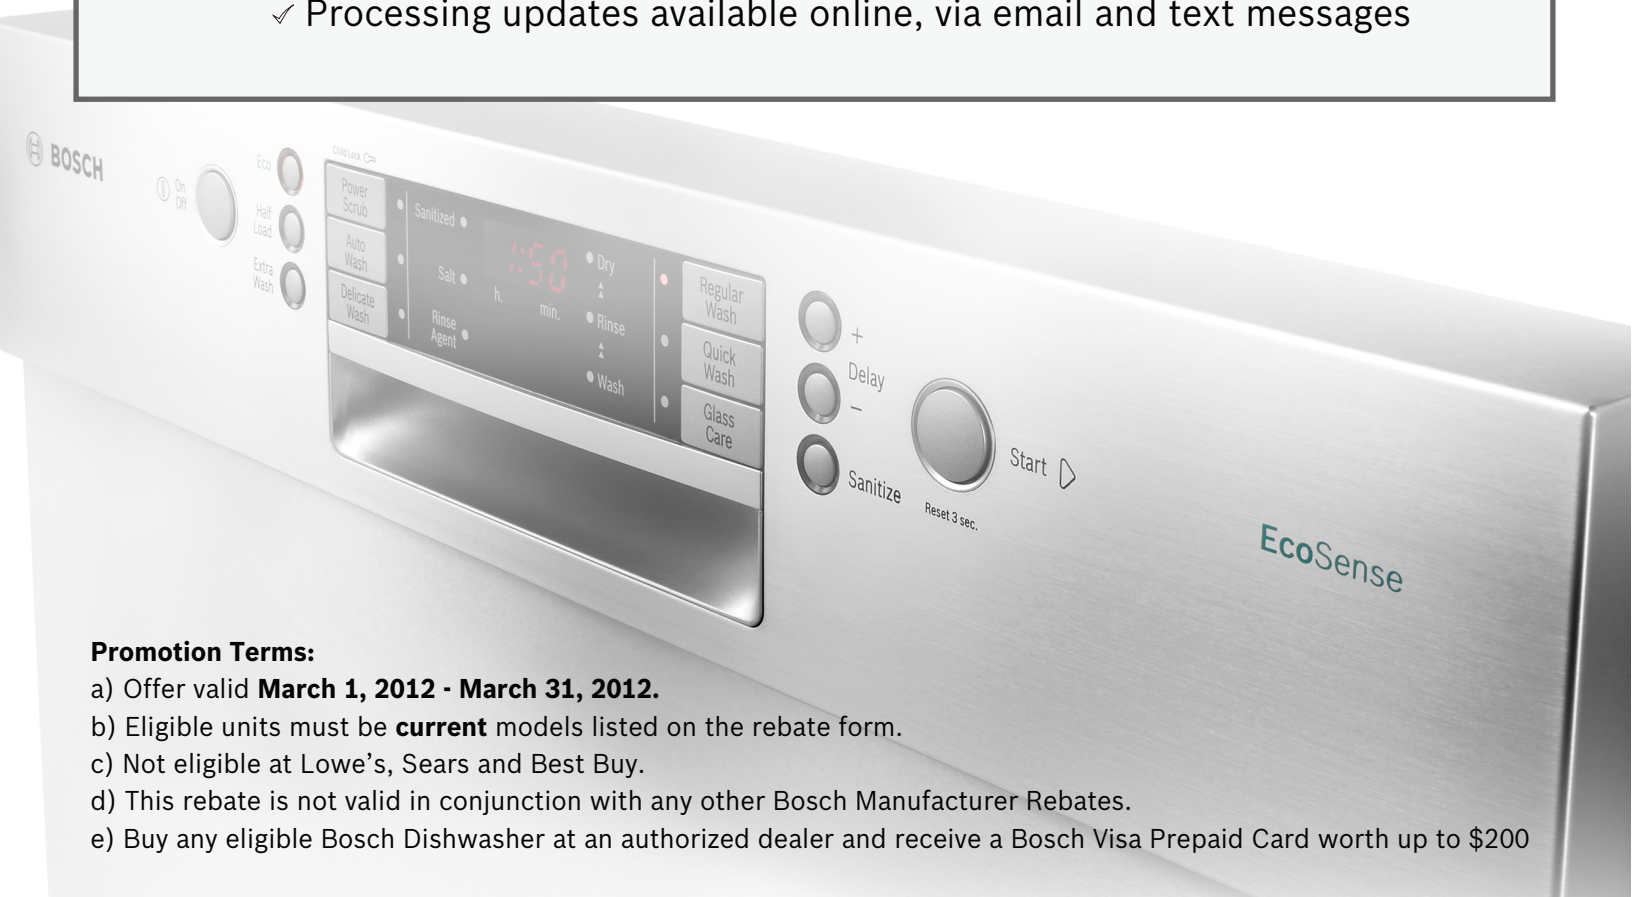 ✓ Processing updates available online, via email and text messages
BOSCH
On
Off
Eco
Half
Load
Extra
Wash
Child Lock
Power
Scrub
Auto
Wash
Delicate
Wash
Sanitized
Salt
Rinse
Agent
1:50
h.
min.
Dry
Rinse
Wash
Regular
Wash
Quick
Wash
Glass
Care
+
Delay
–
Sanitize
Start
Reset 3 sec.
EcoSense
Promotion Terms:
a) Offer valid March 1, 2012 - March 31, 2012.
b) Eligible units must be current models listed on the rebate form.
c) Not eligible at Lowe’s, Sears and Best Buy.
d) This rebate is not valid in conjunction with any other Bosch Manufacturer Rebates.
e) Buy any eligible Bosch Dishwasher at an authorized dealer and receive a Bosch Visa Prepaid Card worth up to $200